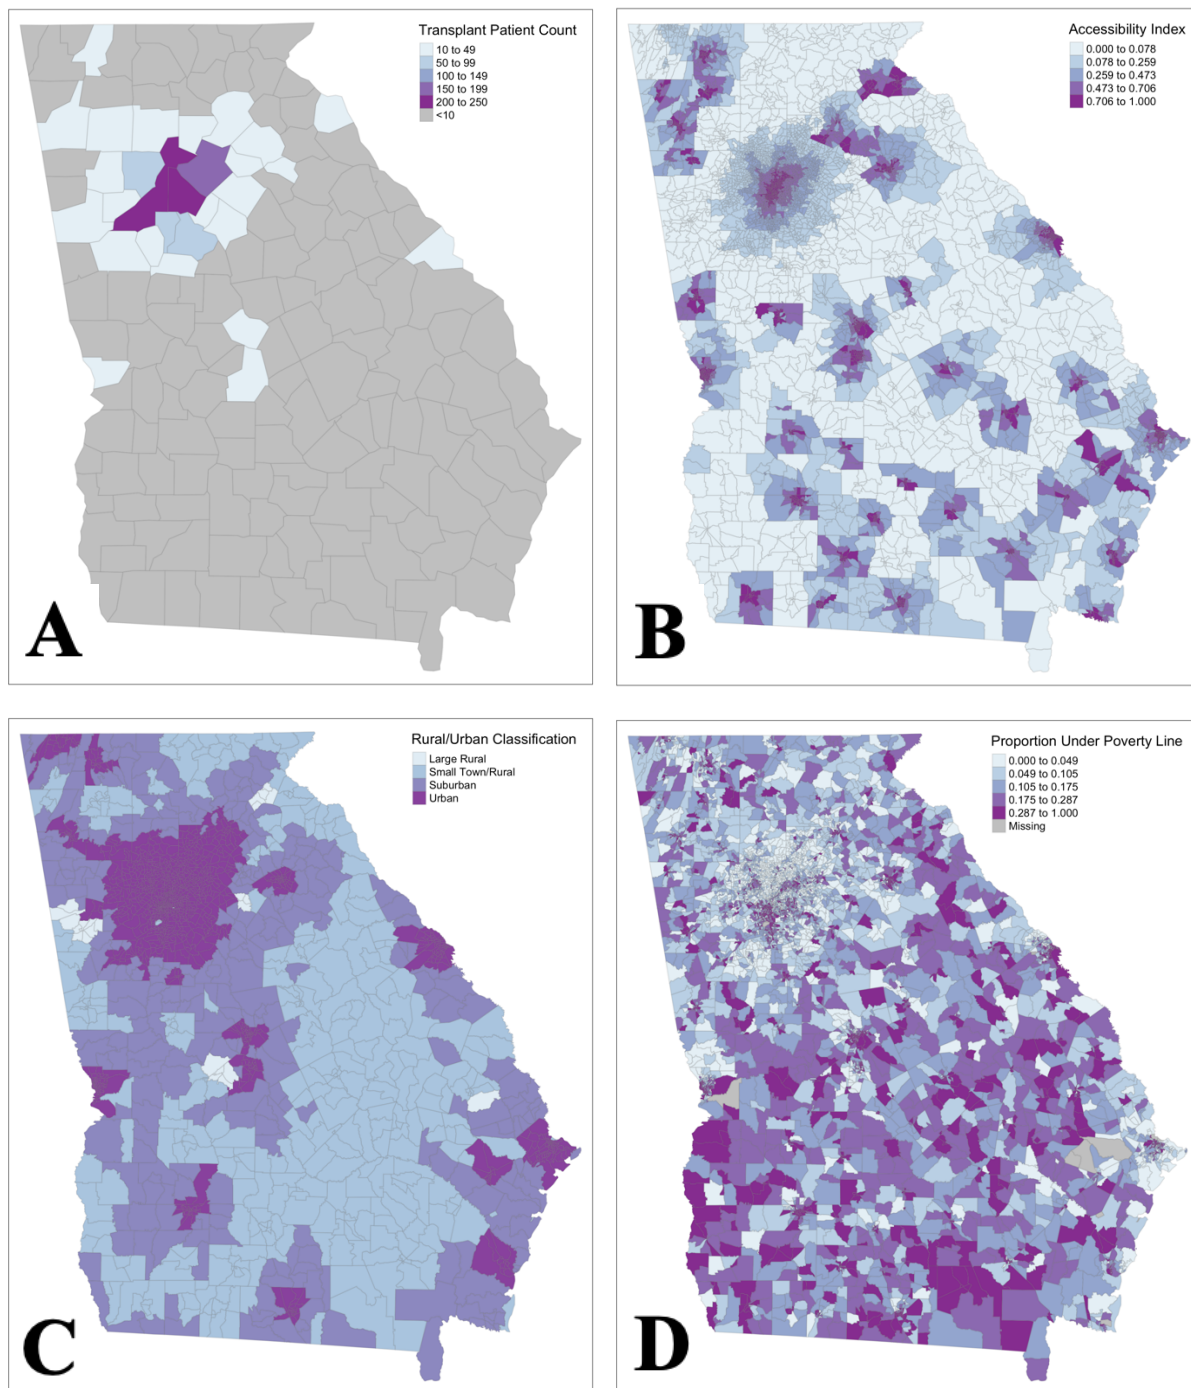 Transplant Patient Count
10 to 49
50 to 99
100 to 149
150 to 199
200 to 250
<10
A
Accessibility Index
0.000 to 0.078
0.078 to 0.259
0.259 to 0.473
0.473 to 0.706
0.706 to 1.000
B
Rural/Urban Classification
Large Rural
Small Town/Rural
Suburban
Urban
C
Proportion Under Poverty Line
0.000 to 0.049
0.049 to 0.105
0.105 to 0.175
0.175 to 0.287
0.287 to 1.000
Missing
D